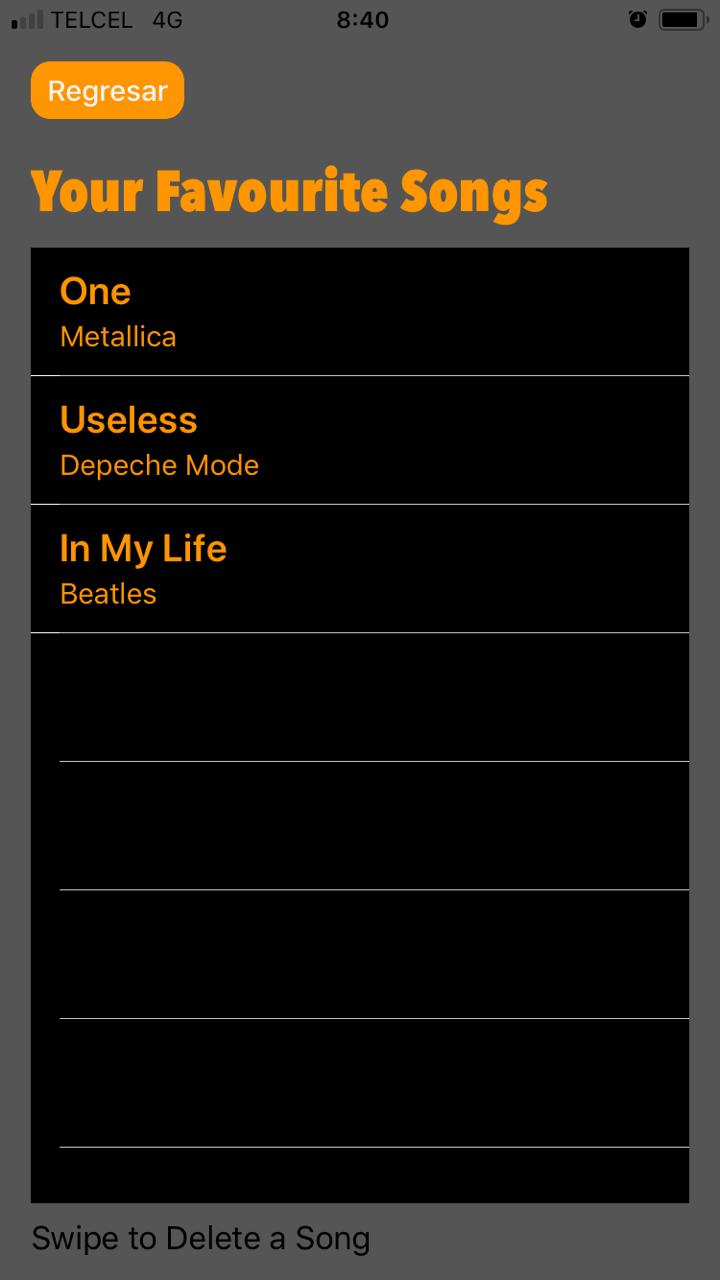 TELCEL 4G 8:40
Regresar
Your Favourite Songs
One
Metallica
Useless
Depeche Mode
In My Life
Beatles
Swipe to Delete a Song